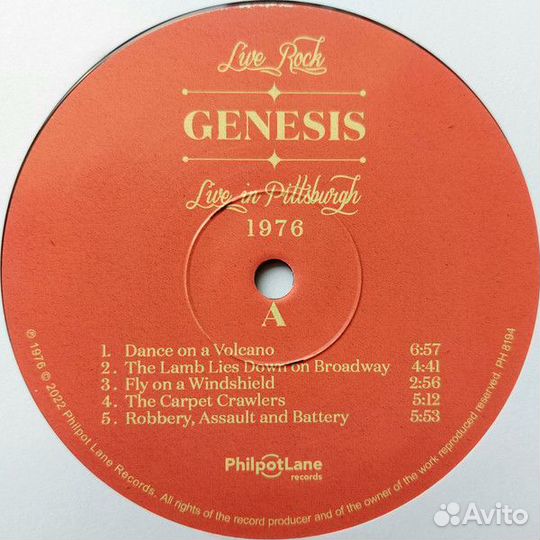 Live Rock
GENESIS
Live in Pittsburgh
1976
A
1. Dance on a Volcano 6:57
2. The Lamb Lies Down on Broadway 4:41
3. Fly on a Windshield 2:56
4. The Carpet Crawlers 5:12
5. Robbery, Assault and Battery 5:53
PhilpotLane
records
℗ 1976 © 2022 Philpot Lane Records. All rights of the record producer and of the owner of the work reproduced reserved. PH 8194
Avito